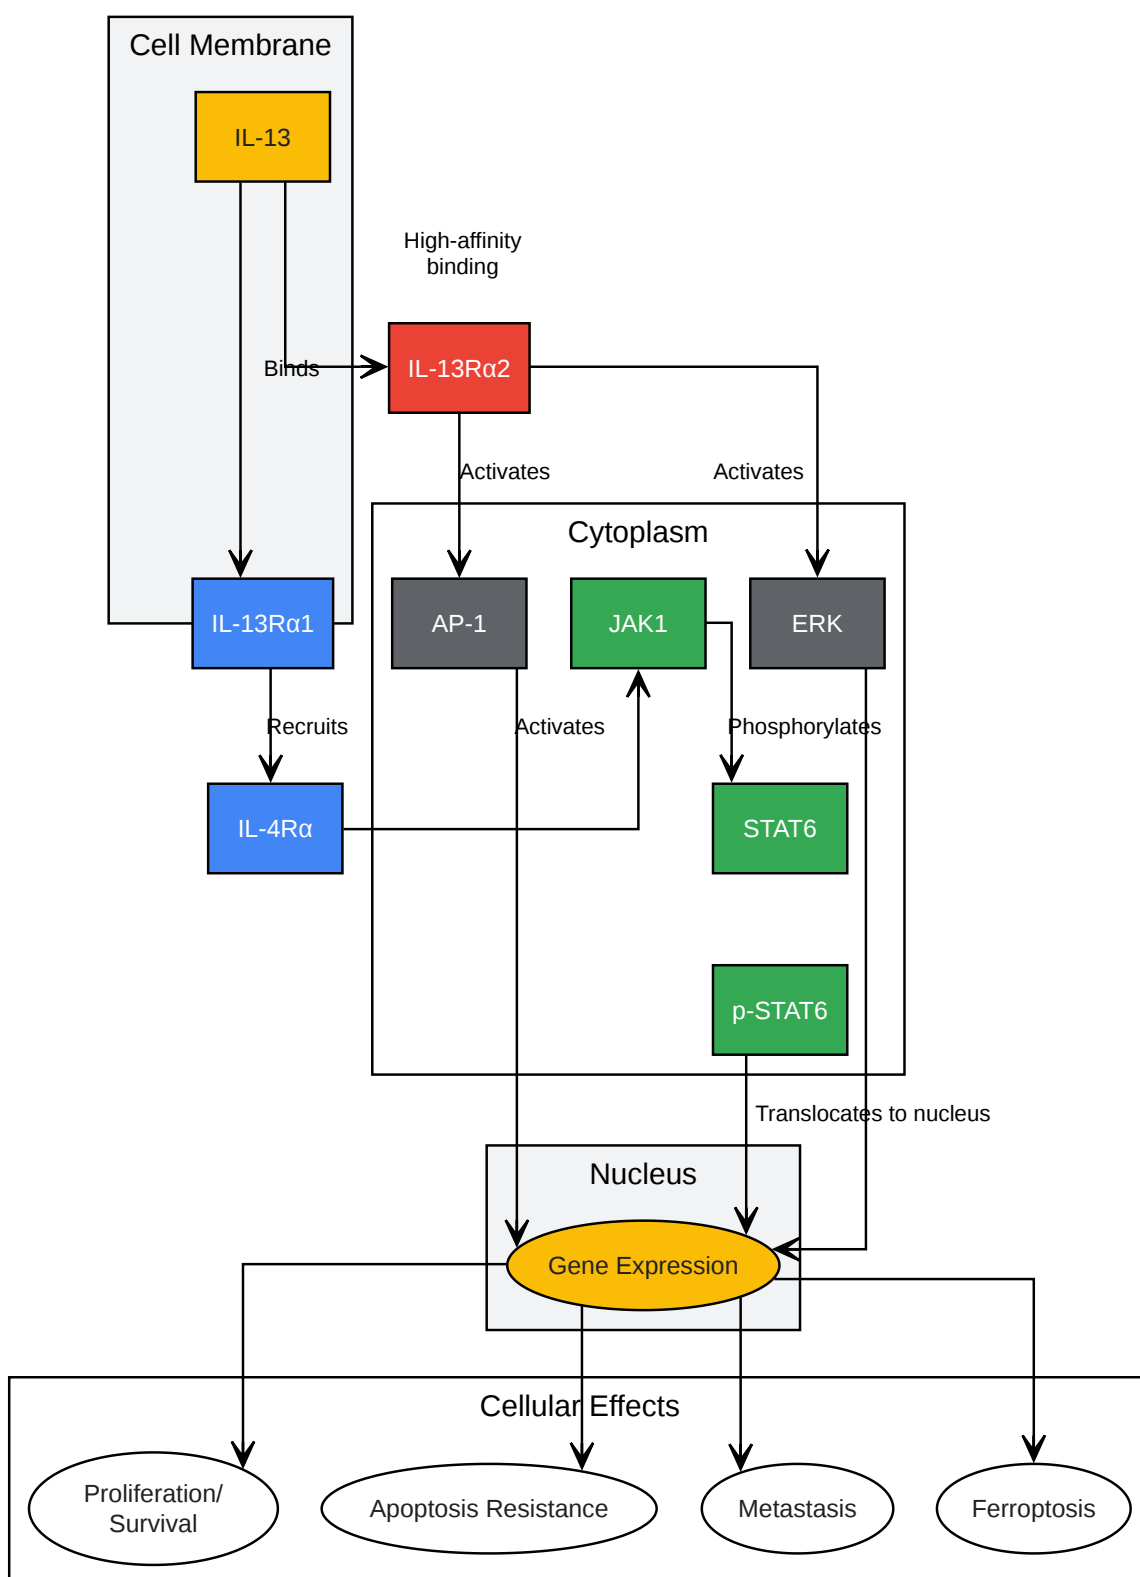 Cell Membrane
IL-13
High-affinity
binding
Binds
IL-13Rα2
Activates
Activates
Cytoplasm
IL-13Rα1
AP-1
JAK1
ERK
Recruits
Activates
Phosphorylates
IL-4Rα
STAT6
p-STAT6
Translocates to nucleus
Nucleus
Gene Expression
Cellular Effects
Proliferation/
Survival
Apoptosis Resistance
Metastasis
Ferroptosis